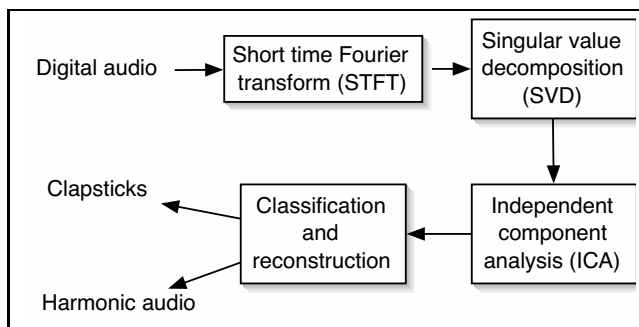 Digital audio
Short time Fourier
transform (STFT)
Singular value
decomposition
(SVD)
Independent
component
analysis (ICA)
Classification
and
reconstruction
Clapsticks
Harmonic audio